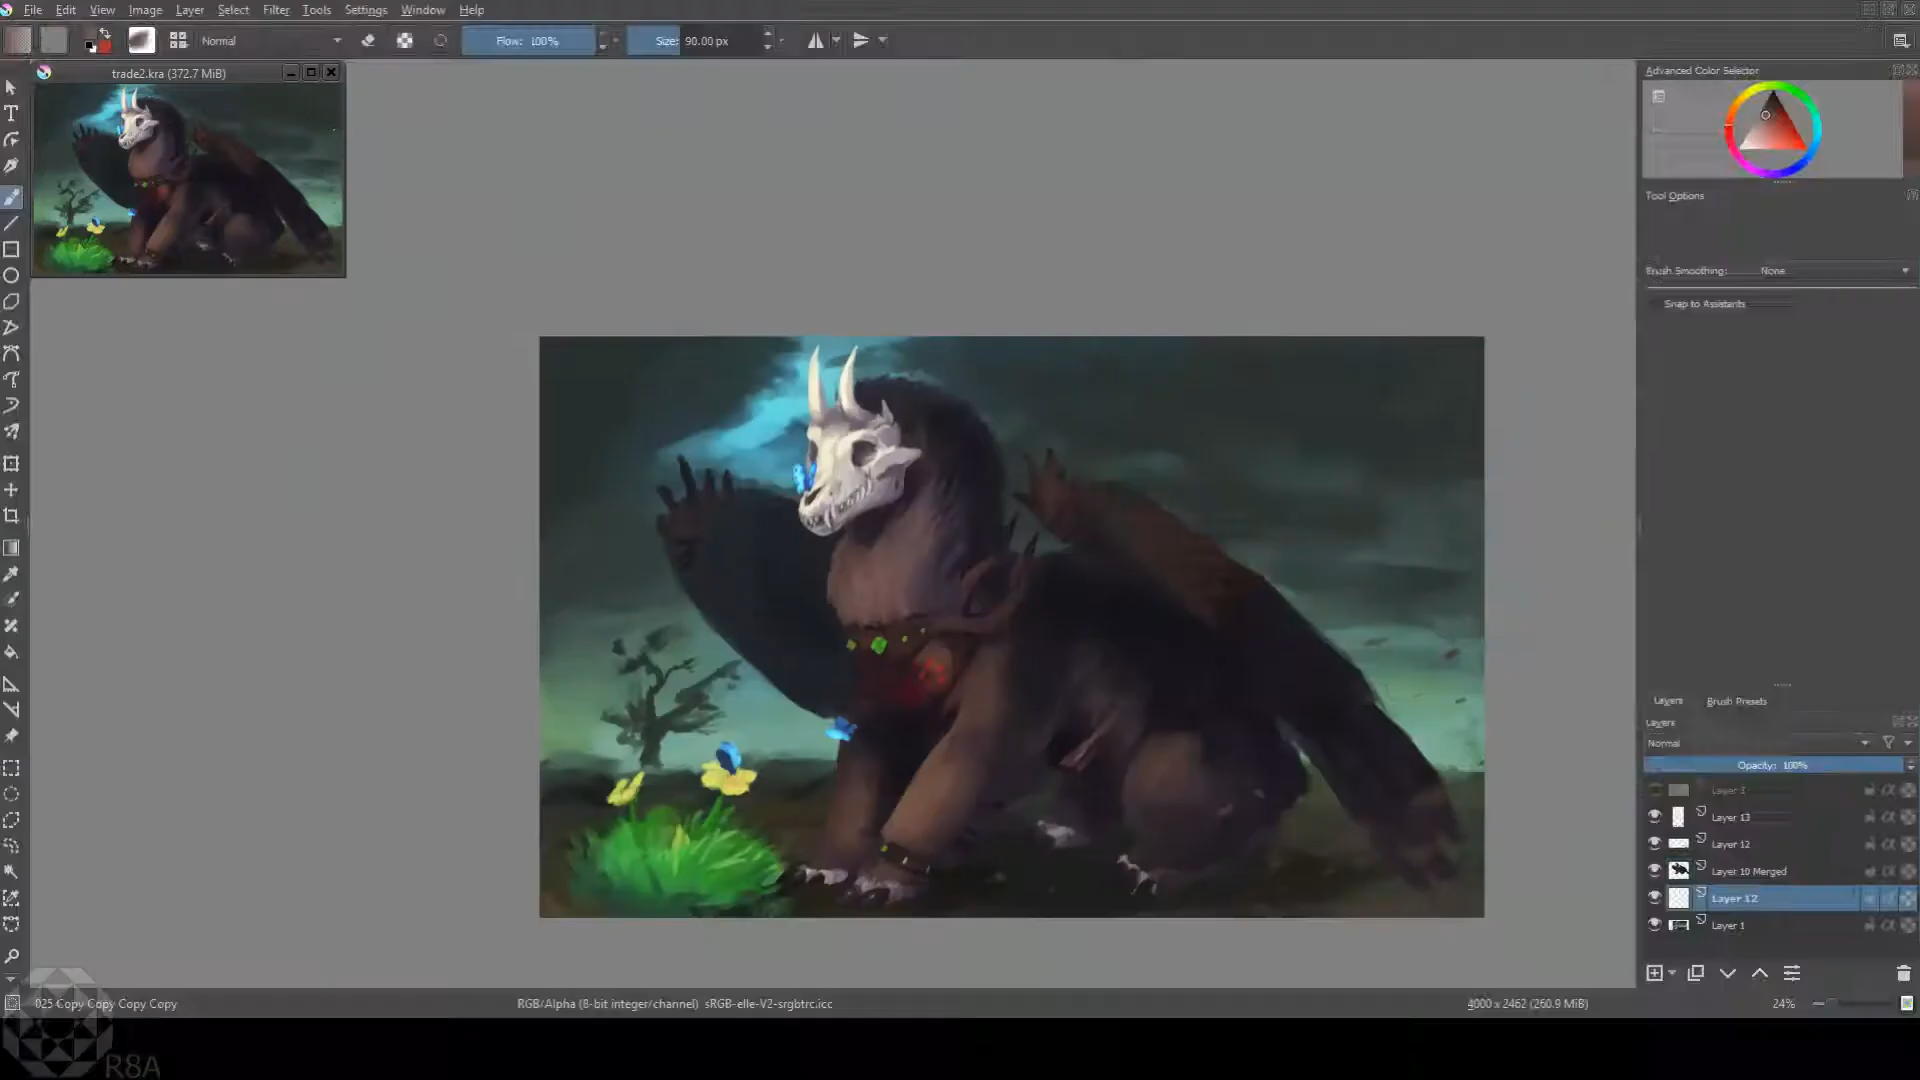 File Edit View Image Layer Select Filter Tools Settings Window Help
Normal Flow: 100% Size: 90.00 px
trade2.kra (372.7 MiB)
Advanced Color Selector
Tool Options
Brush Smoothing: None
Snap to Assistants
Layers Brush Presets
Layers
Normal
Opacity: 100%
Layer 3
Layer 13
Layer 12
Layer 10 Merged
Layer 12
Layer 1
025 Copy Copy Copy Copy RGB/Alpha (8-bit integer/channel) sRGB-elle-V2-srgbtrc.icc 4000 x 2462 (260.9 MiB) 24%
R8A